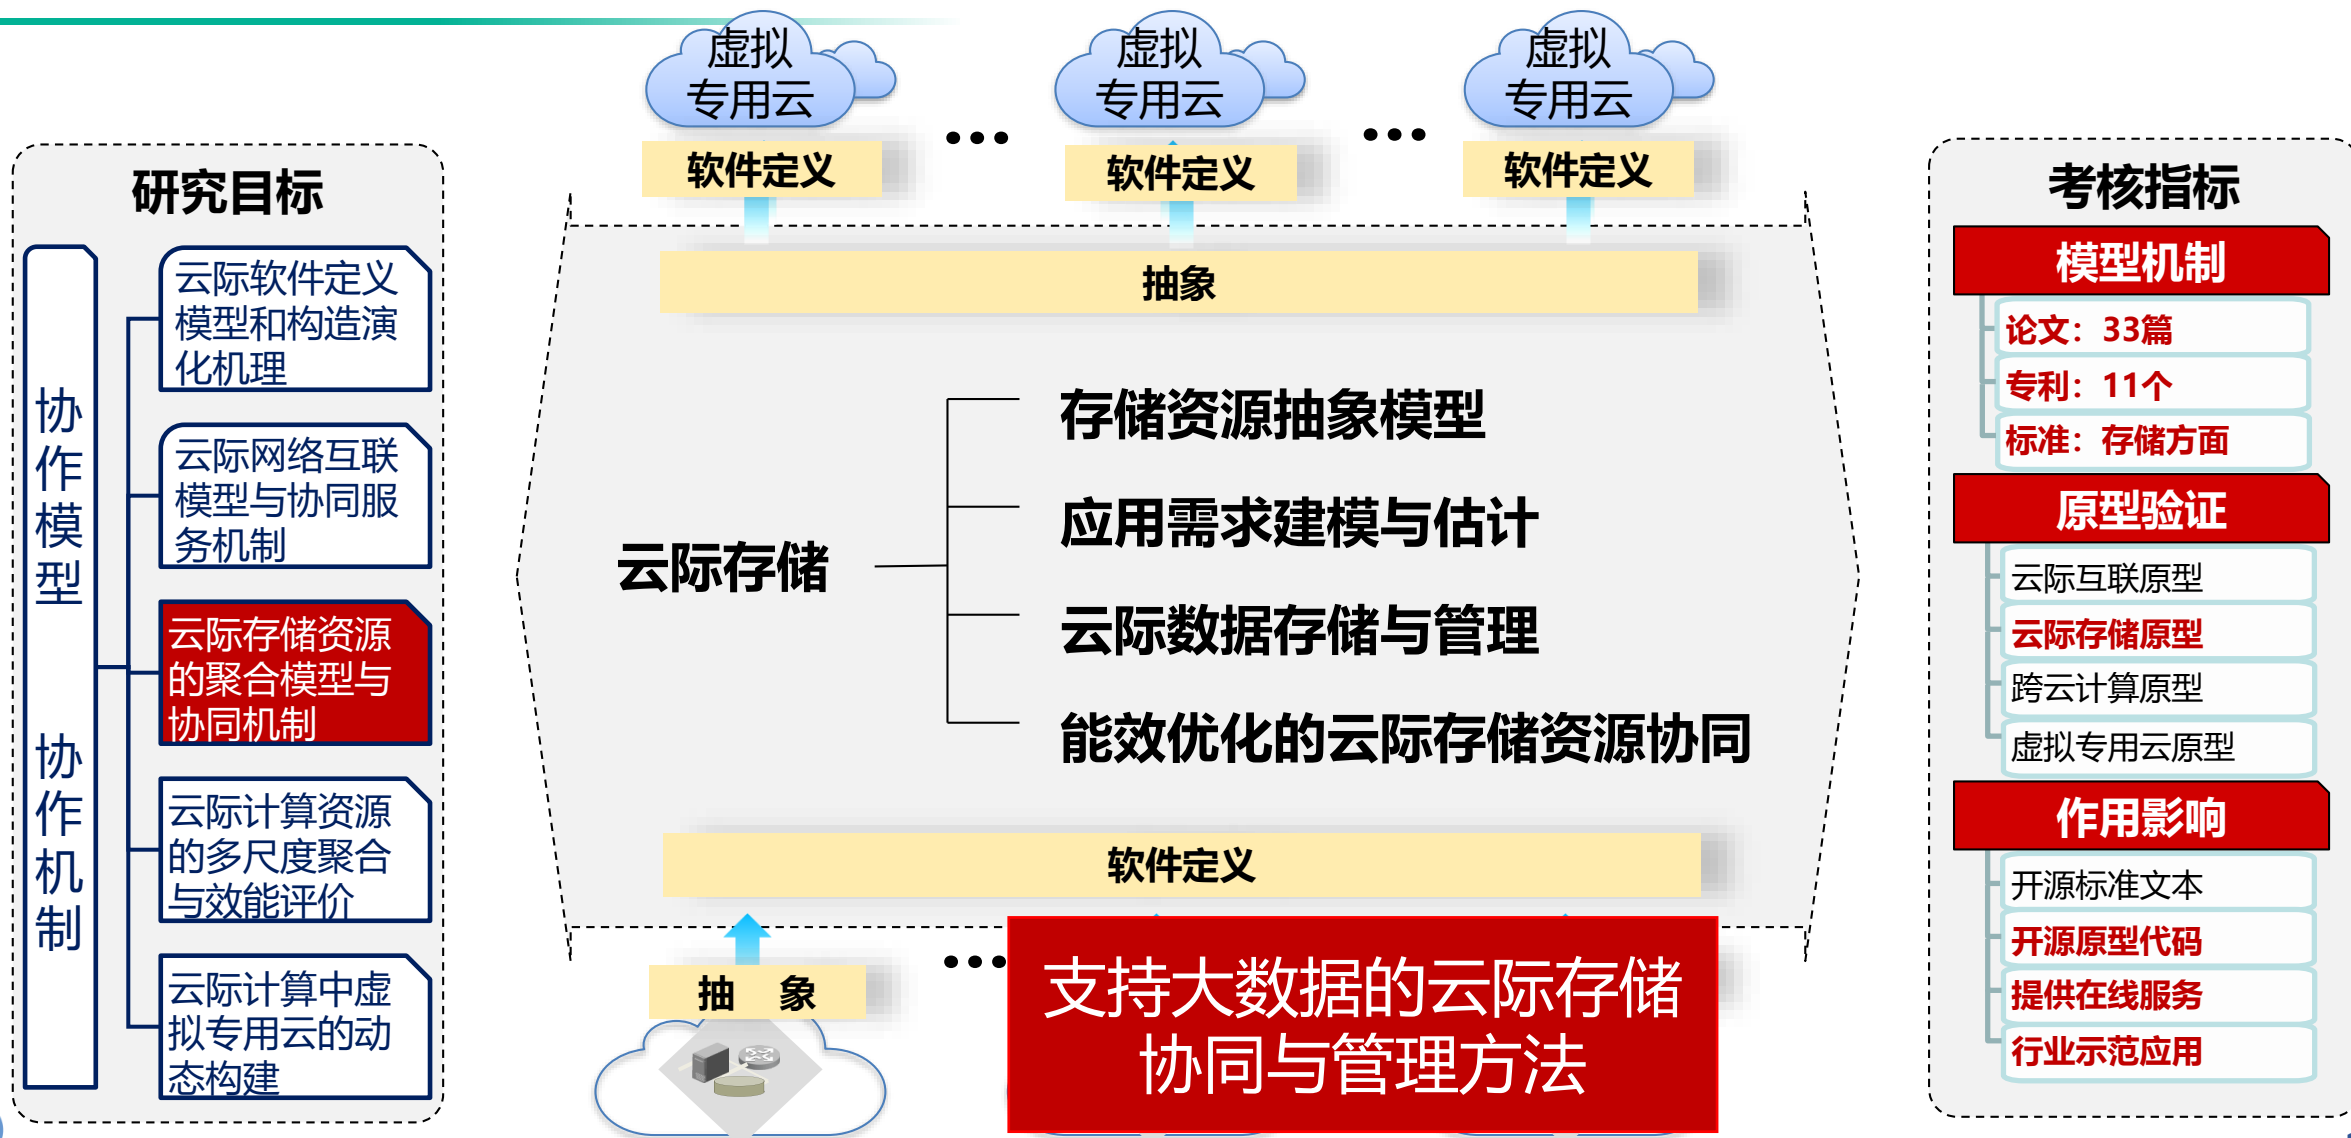 虚拟
专用云
虚拟
专用云
虚拟
专用云
...
...
软件定义
软件定义
软件定义
研究目标
协作模型
协作机制
云际软件定义
模型和构造演
化机理
云际网络互联
模型与协同服
务机制
云际存储资源
的聚合模型与
协同机制
云际计算资源
的多尺度聚合
与效能评价
云际计算中虚
拟专用云的动
态构建
抽象
云际存储
存储资源抽象模型
应用需求建模与估计
云际数据存储与管理
能效优化的云际存储资源协同
软件定义
抽 象
...
支持大数据的云际存储
协同与管理方法
考核指标
模型机制
论文：33篇
专利：11个
标准：存储方面
原型验证
云际互联原型
云际存储原型
跨云计算原型
虚拟专用云原型
作用影响
开源标准文本
开源原型代码
提供在线服务
行业示范应用